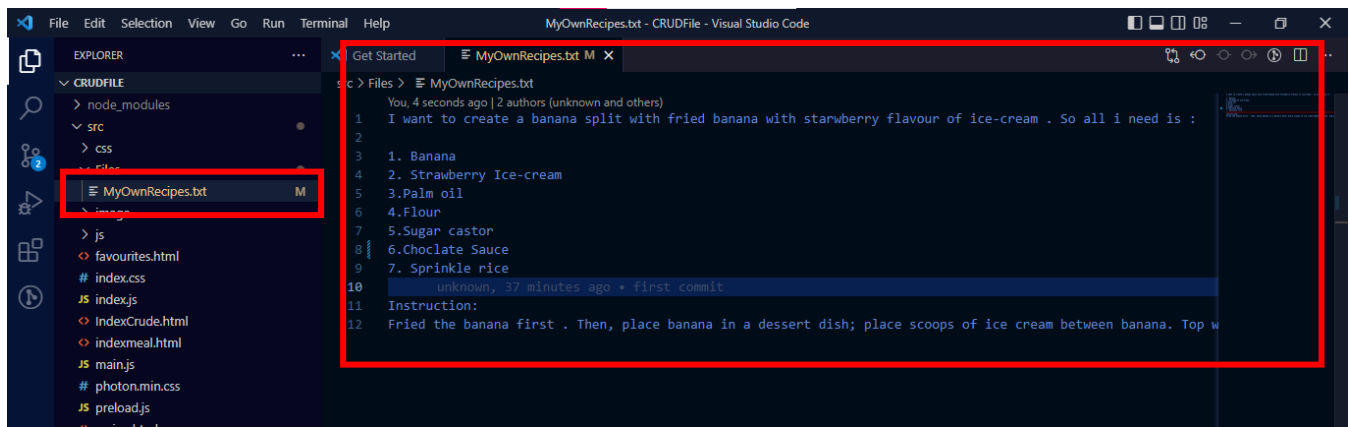 File Edit Selection View Go Run Terminal Help MyOwnRecipes.txt - CRUDFile - Visual Studio Code
EXPLORER
Get Started MyOwnRecipes.txt M
CRUDFILE
src > Files > MyOwnRecipes.txt
node_modules
You, 4 seconds ago | 2 authors (unknown and others)
src
1 I want to create a banana split with fried banana with starwberry flavour of ice-cream . So all i need is :
2
css
3 1. Banana
Files
4 2. Strawberry Ice-cream
MyOwnRecipes.txt M
5 3.Palm oil
image
6 4.Flour
js
7 5.Sugar castor
favourites.html
8 6.Choclate Sauce
2
index.css
9 7. Sprinkle rice
JS index.js
10 unknown, 37 minutes ago • first commit
IndexCrude.html
11 Instruction:
indexmeal.html
12 Fried the banana first . Then, place banana in a dessert dish; place scoops of ice cream between banana. Top w
JS main.js
# photon.min.css
JS preload.js